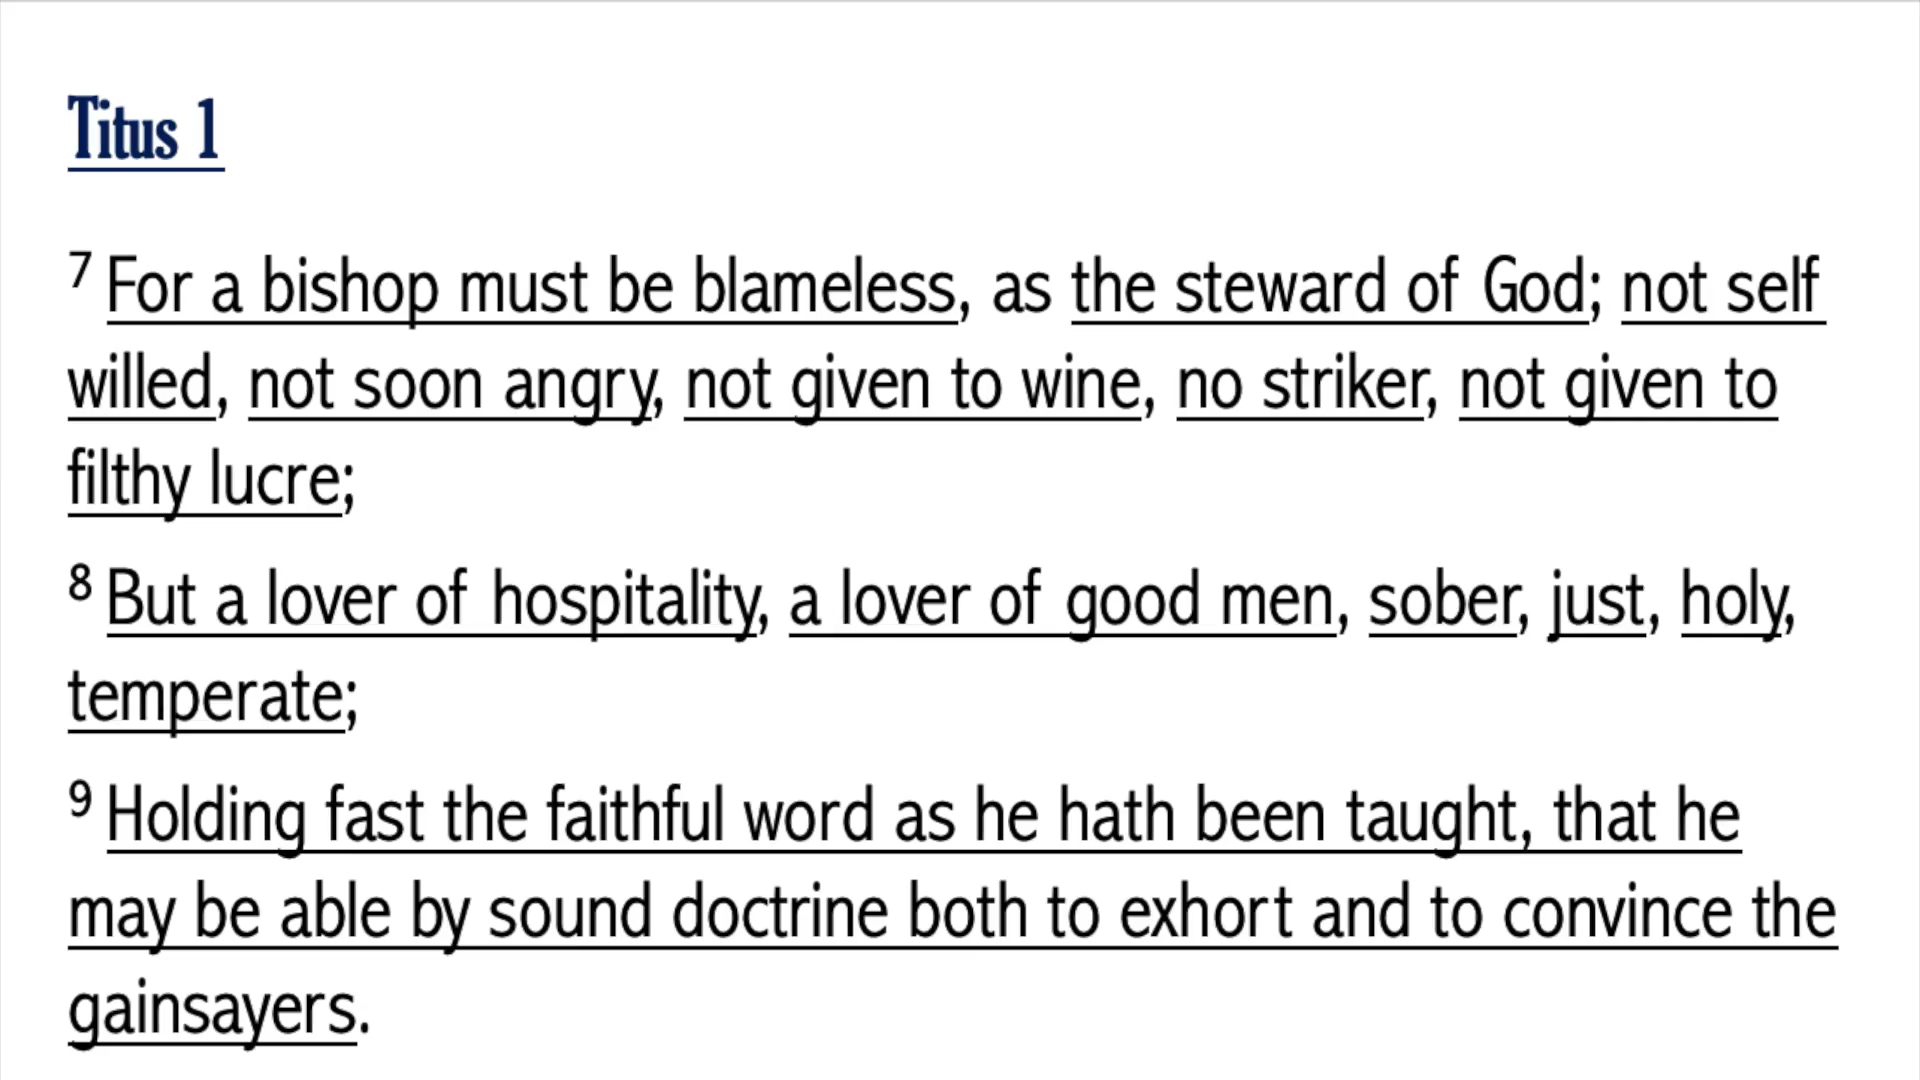 Titus 1
7 For a bishop must be blameless, as the steward of God; not self
willed, not soon angry, not given to wine, no striker, not given to
filthy lucre;
8 But a lover of hospitality, a lover of good men, sober, just, holy,
temperate;
9 Holding fast the faithful word as he hath been taught, that he
may be able by sound doctrine both to exhort and to convince the
gainsayers.